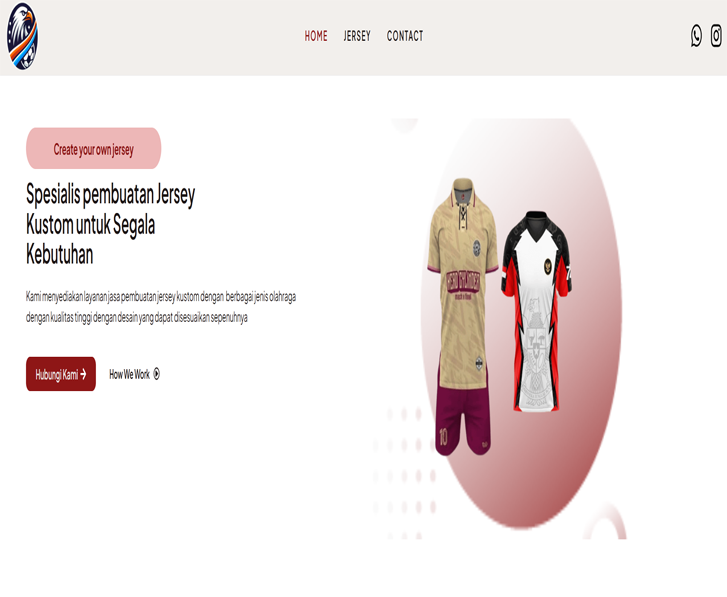 HOME JERSEY CONTACT
Create your own jersey
Spesialis pembuatan Jersey
Kustom untuk Segala
Kebutuhan
Kami menyediakan layanan jasa pembuatan jersey kustom dengan berbagai jenis olahraga
dengan kualitas tinggi dengan desain yang dapat disesuaikan sepenuhnya
Hubungi Kami
How We Work
10